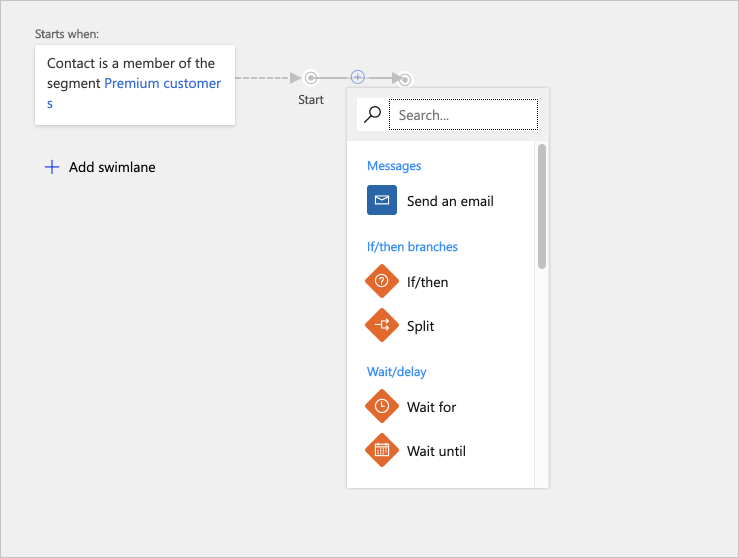 Starts when:
Contact is a member of the
segment Premium customer
s
Start
Add swimlane
Search...
Messages
Send an email
If/then branches
If/then
Split
Wait/delay
Wait for
Wait until